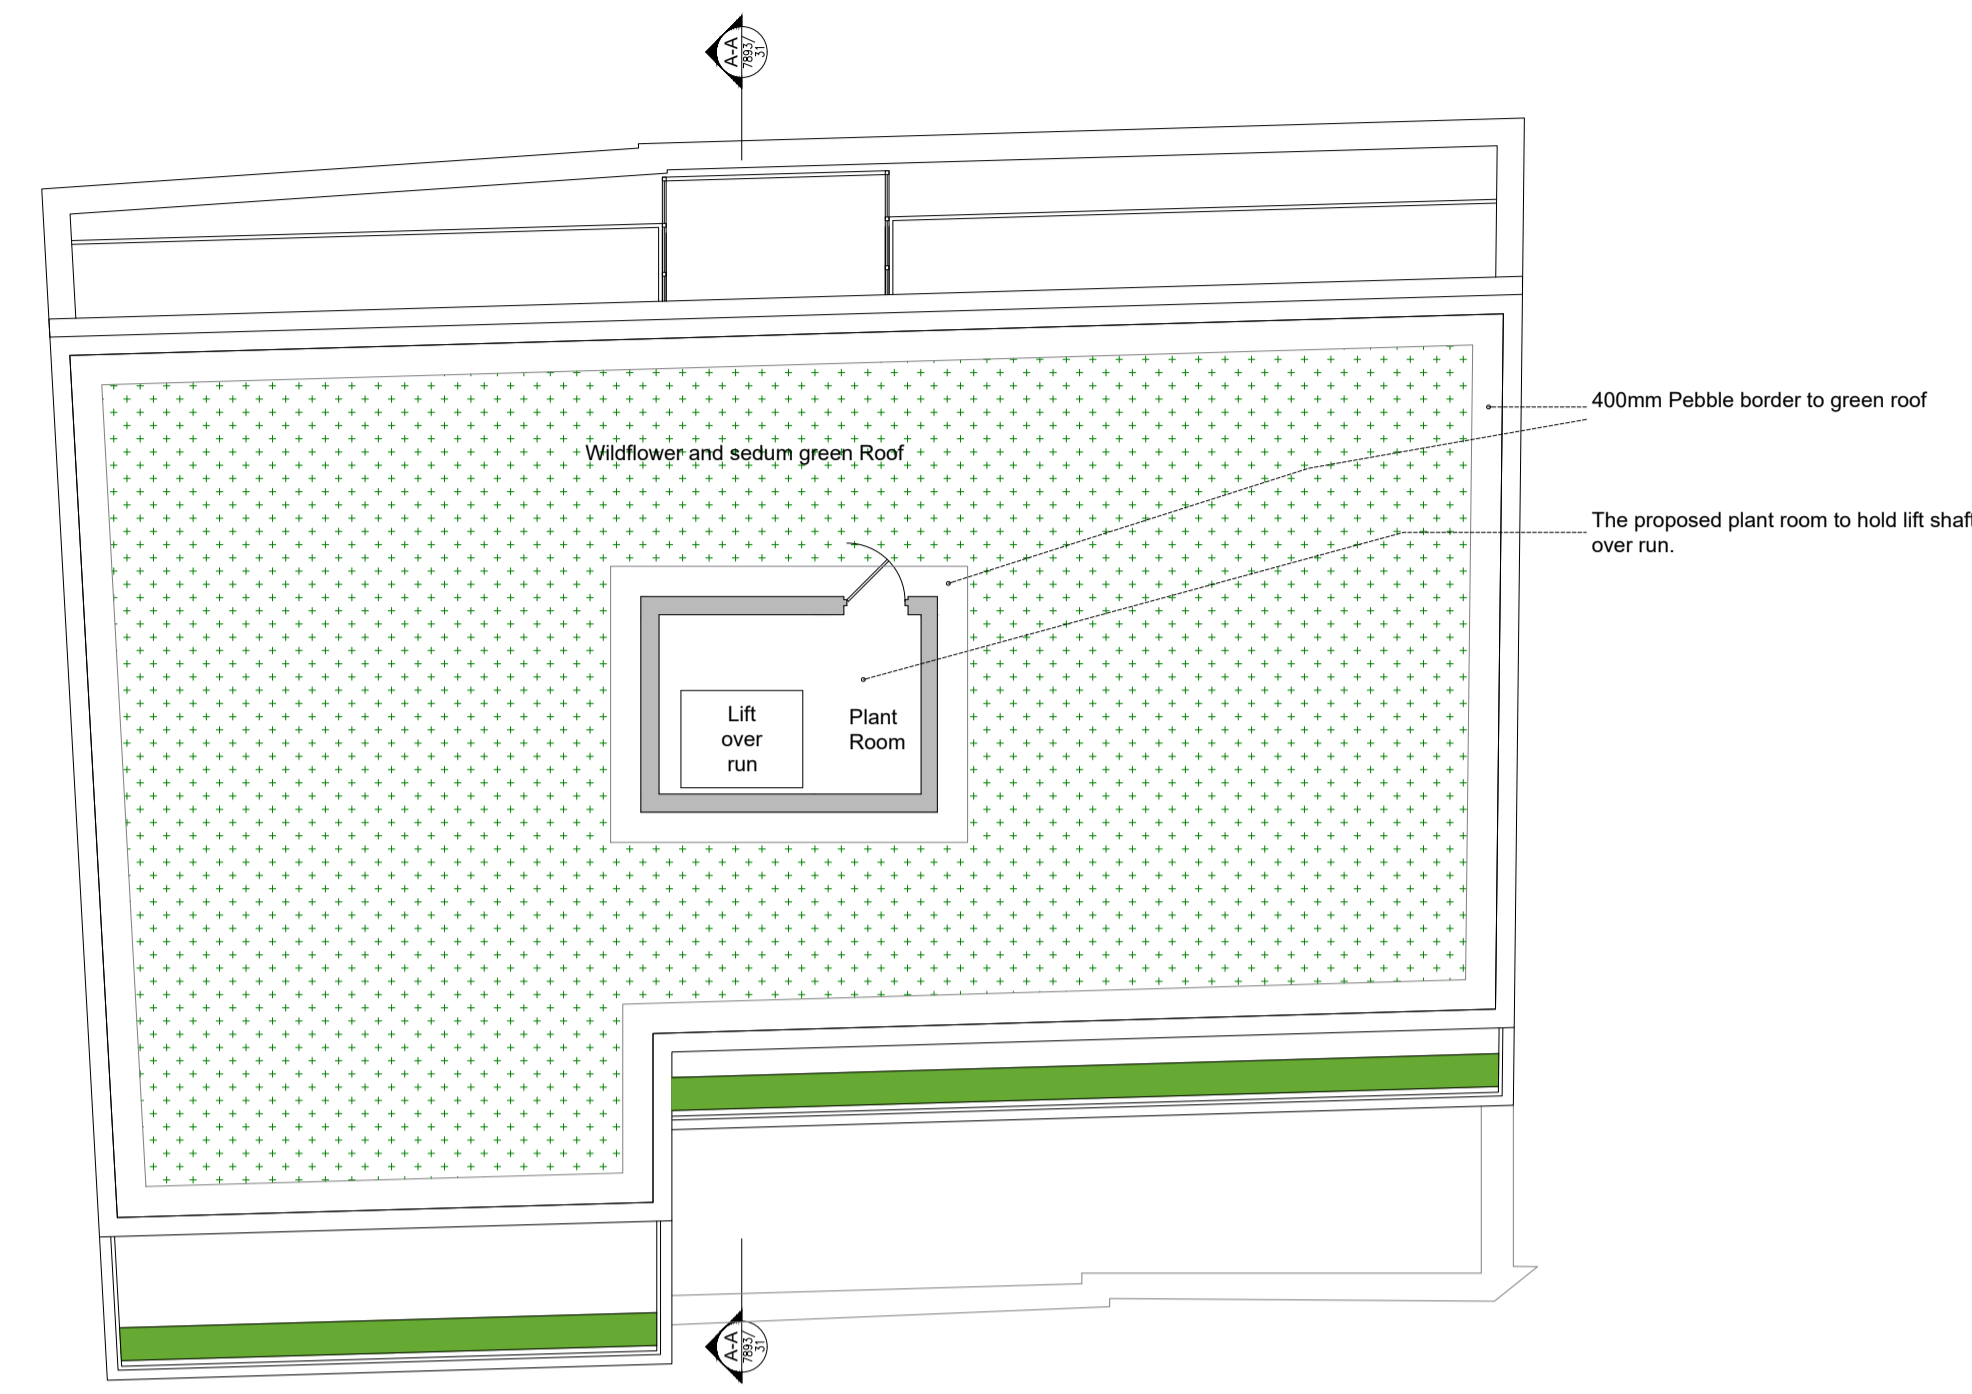 A-A
7893/
31
400mm Pebble border to green roof
Wildflower and sedum green Roof
The proposed plant room to hold lift shaft
over run.
Lift
over
run
Plant
Room
A-A
7893/
31